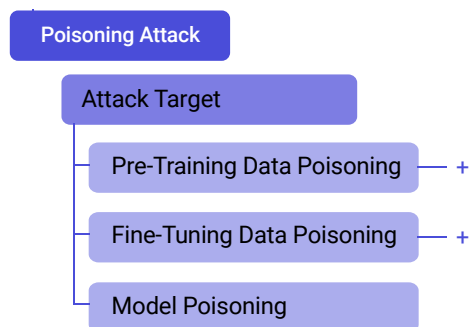 Poisoning Attack
Attack Target
Pre-Training Data Poisoning +
Fine-Tuning Data Poisoning +
Model Poisoning